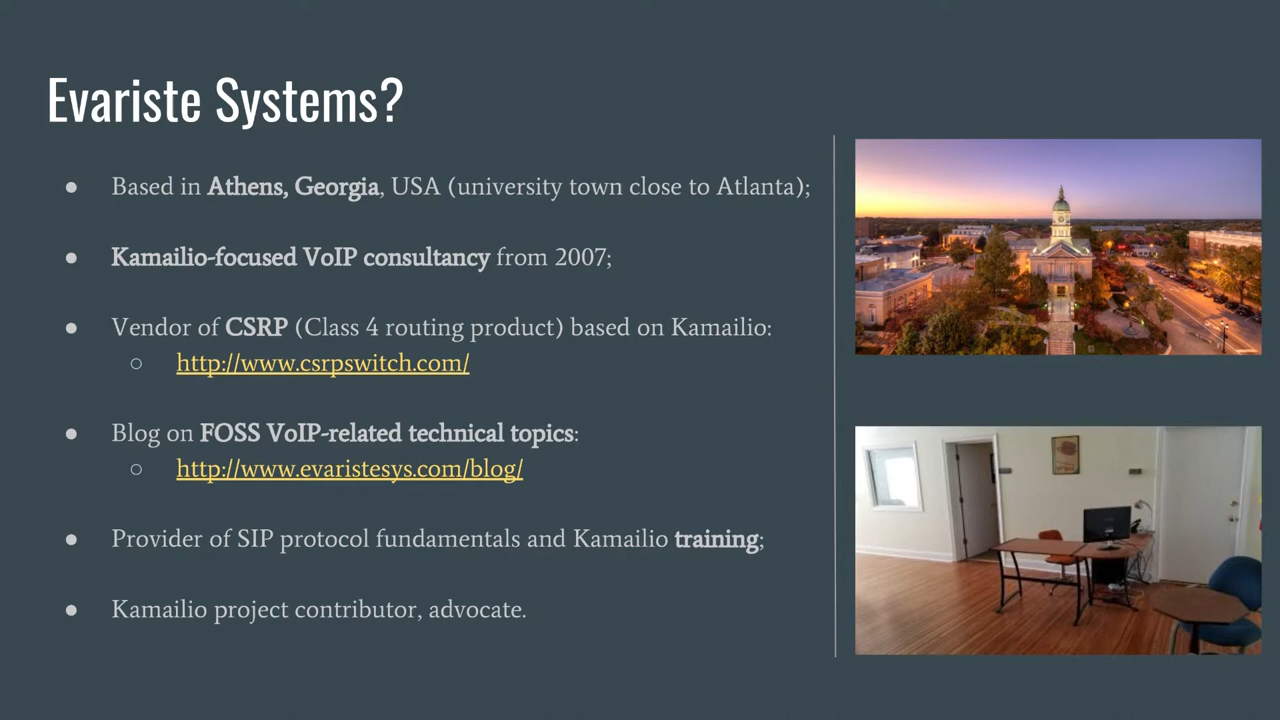 Evariste Systems?
● Based in Athens, Georgia, USA (university town close to Atlanta);
● Kamailio-focused VoIP consultancy from 2007;
● Vendor of CSRP (Class 4 routing product) based on Kamailio:
○ http://www.csrpswitch.com/
● Blog on FOSS VoIP-related technical topics:
○ http://www.evaristesys.com/blog/
● Provider of SIP protocol fundamentals and Kamailio training;
● Kamailio project contributor, advocate.